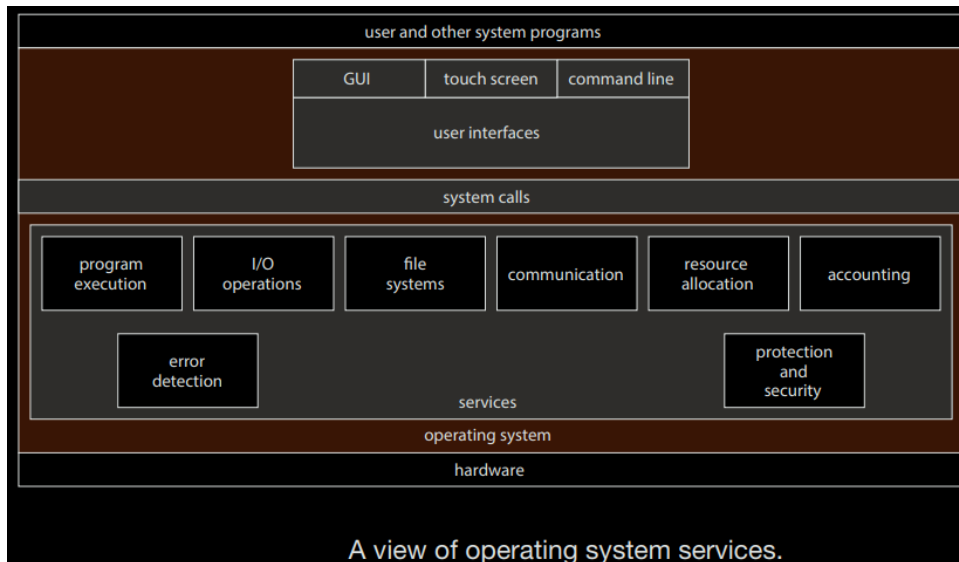 user and other system programs
GUI
touch screen
command line
user interfaces
system calls
program
execution
I/O
operations
file
systems
communication
resource
allocation
accounting
error
detection
protection
and
security
services
operating system
hardware
A view of operating system services.